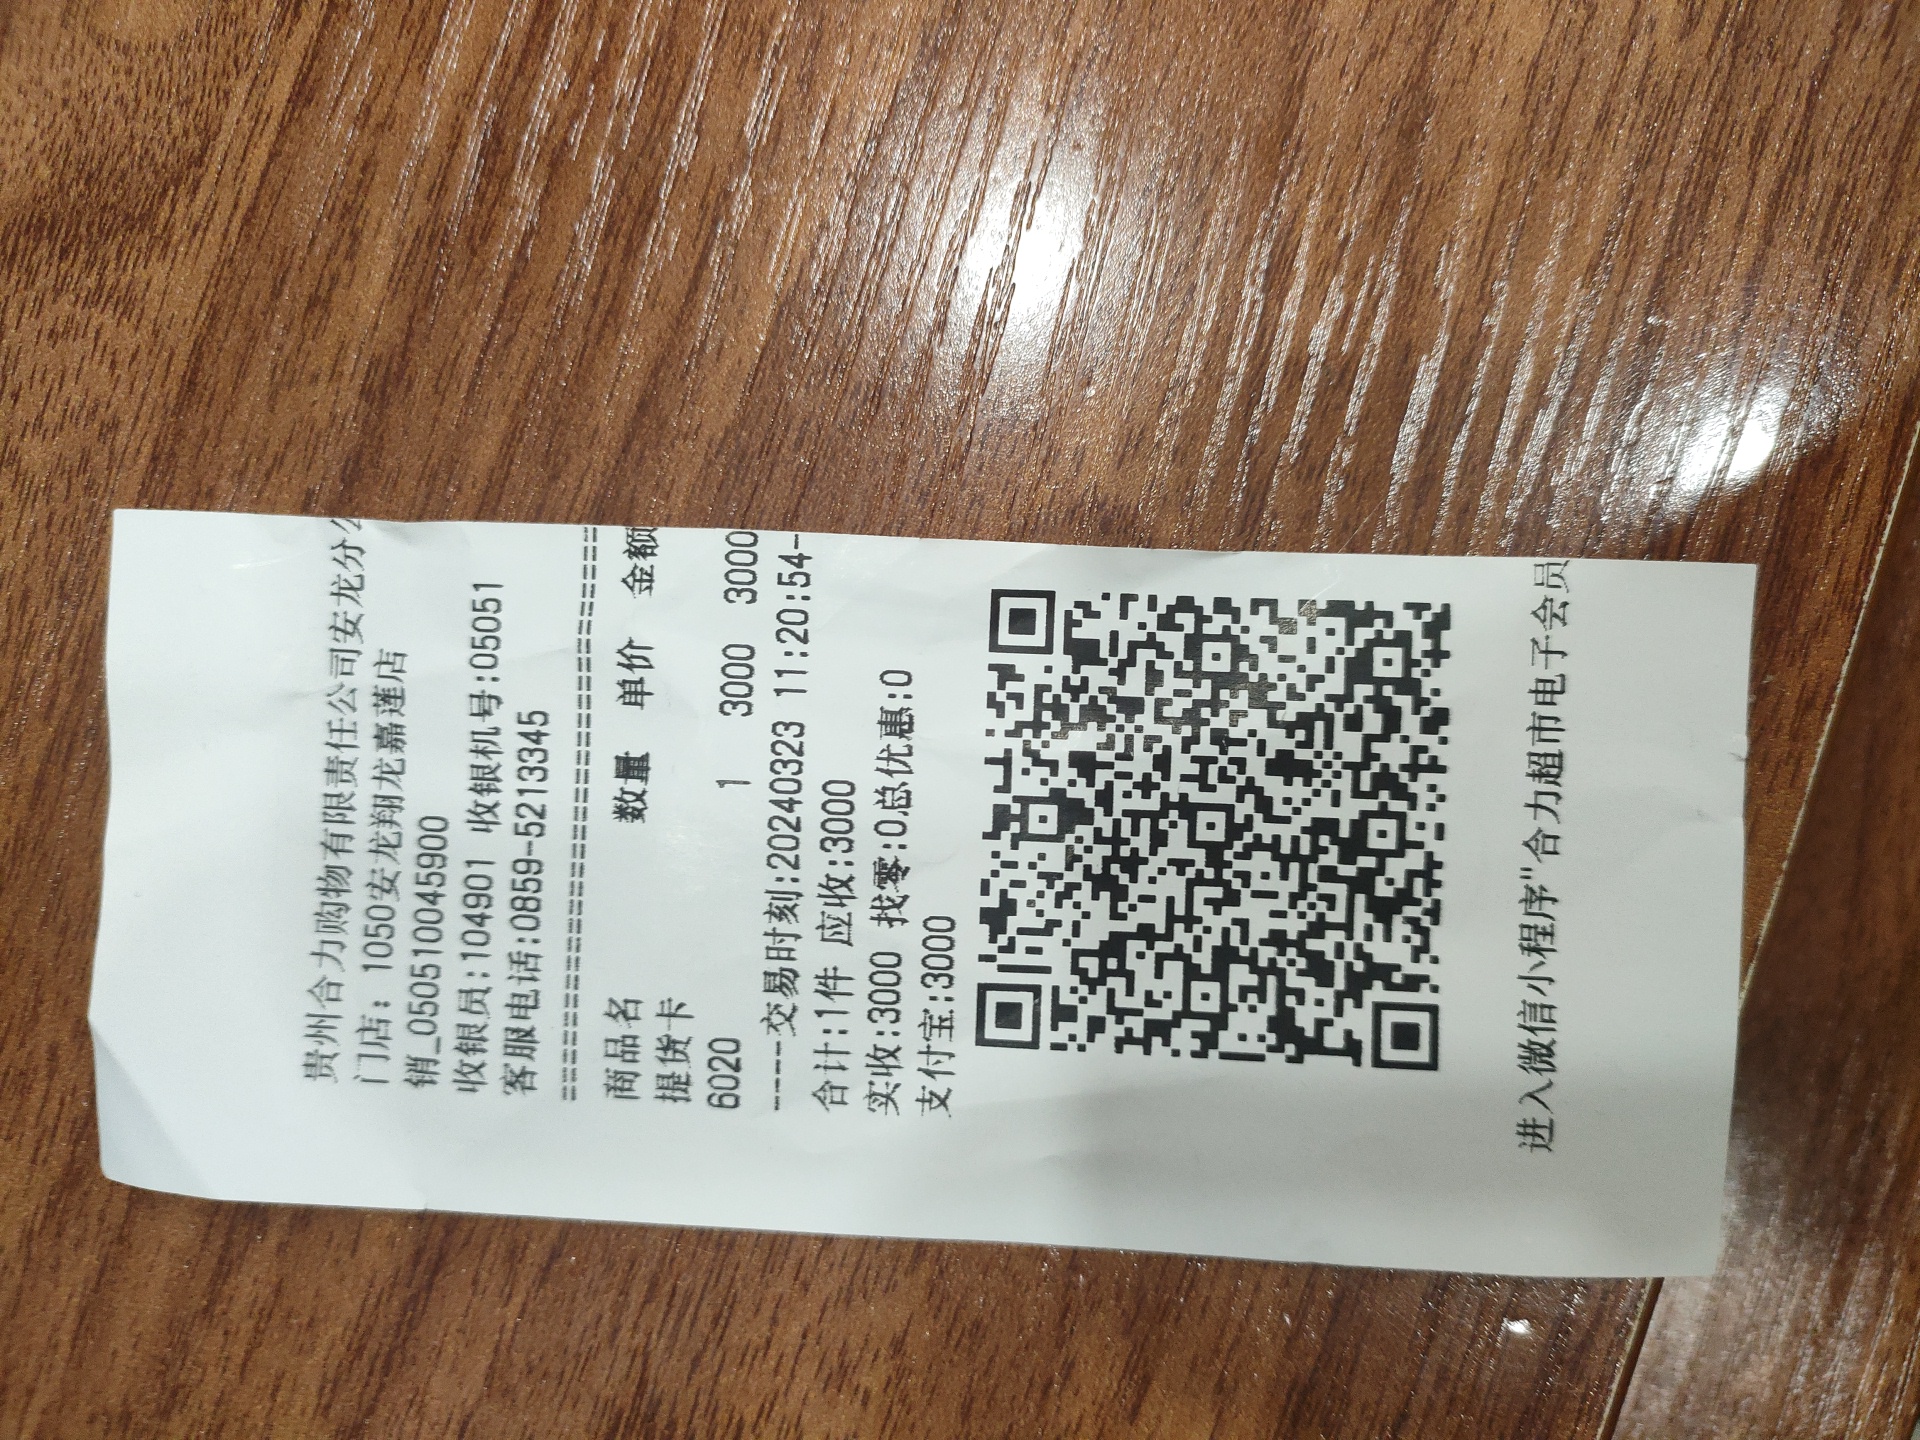 贵州合力购物有限责任公司安龙分公
门店：1050安龙翔龙嘉莲店
销_050510045900
收银员:104901 收银机号:05051
客服电话:0859-5213345
商品名 数量 单价 金额
提货卡
6020 1 3000 3000
-----交易时刻:20240323 11:20:54-
合计:1件 应收:3000
实收:3000 找零:0总优惠:0
支付宝:3000
进入微信小程序"合力超市电子会员